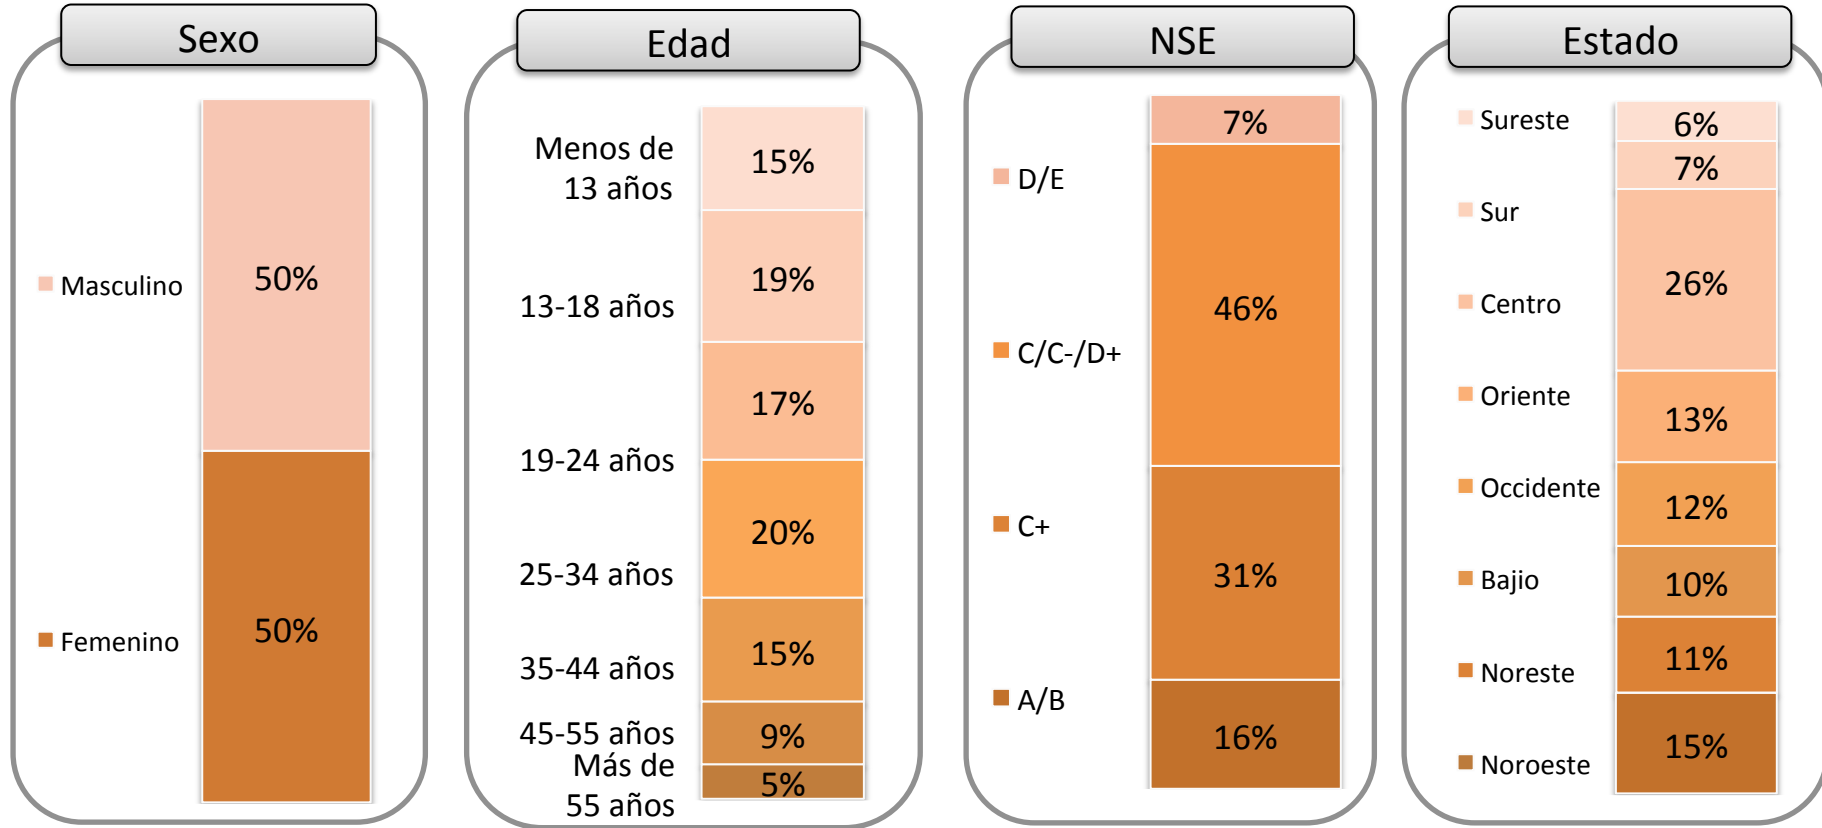 Sexo
Masculino
50%
Femenino
50%
Edad
Menos de
13 años
15%
13-18 años
19%
19-24 años
17%
25-34 años
20%
35-44 años
15%
45-55 años
9%
Más de
55 años
5%
NSE
D/E
7%
C/C-/D+
46%
C+
31%
A/B
16%
Estado
Sureste
6%
Sur
7%
Centro
26%
Oriente
13%
Occidente
12%
Bajio
10%
Noreste
11%
Noroeste
15%